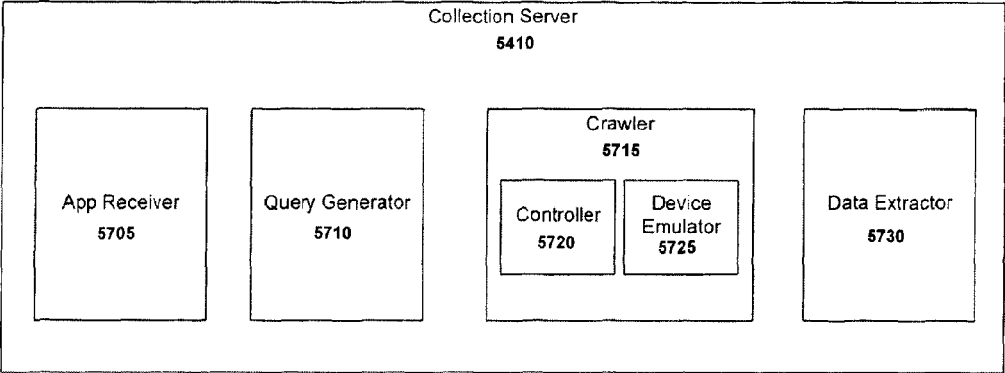 Collection Server
5410
App Receiver
5705
Query Generator
5710
Crawler
5715
Controller
5720
Device
Emulator
5725
Data Extractor
5730